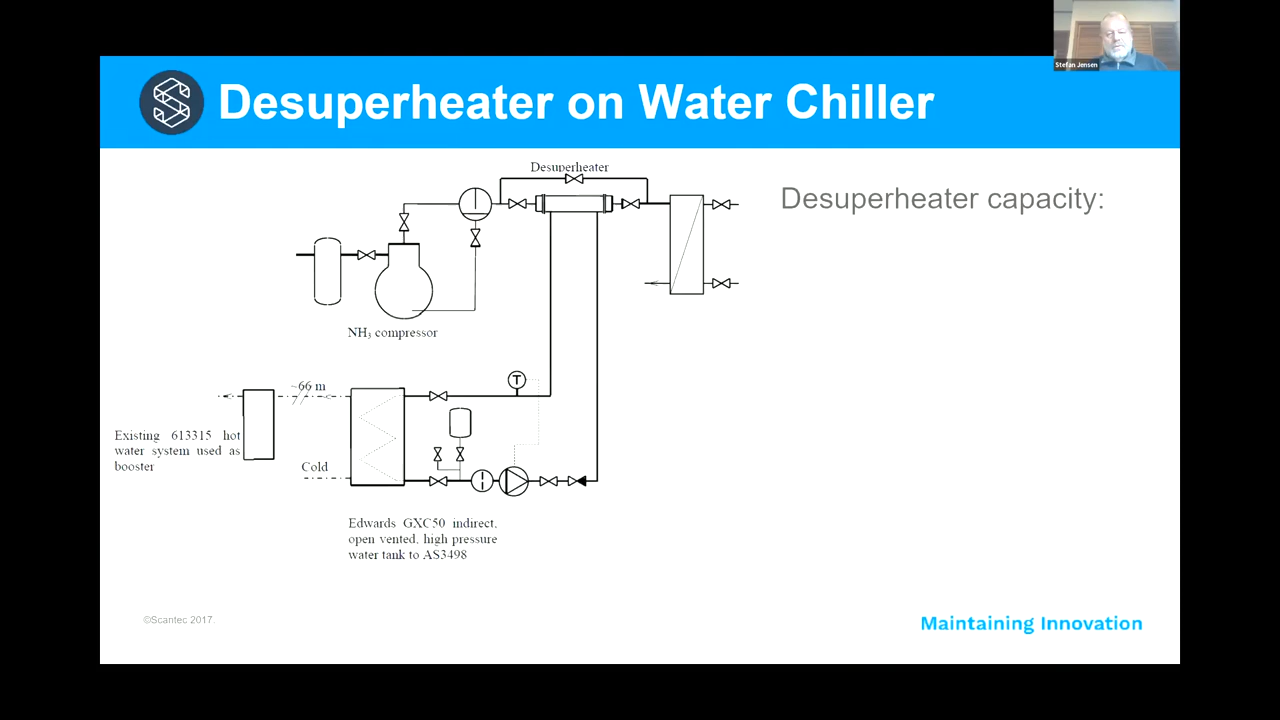 Stefan Jensen
Desuperheater on Water Chiller
Desuperheater
Desuperheater capacity:
NH3 compressor
T
~66 m
Existing 613315 hot
water system used as
booster
Cold
Edwards GXC50 indirect,
open vented, high pressure
water tank to AS3498
©Scantec 2017.
Maintaining Innovation